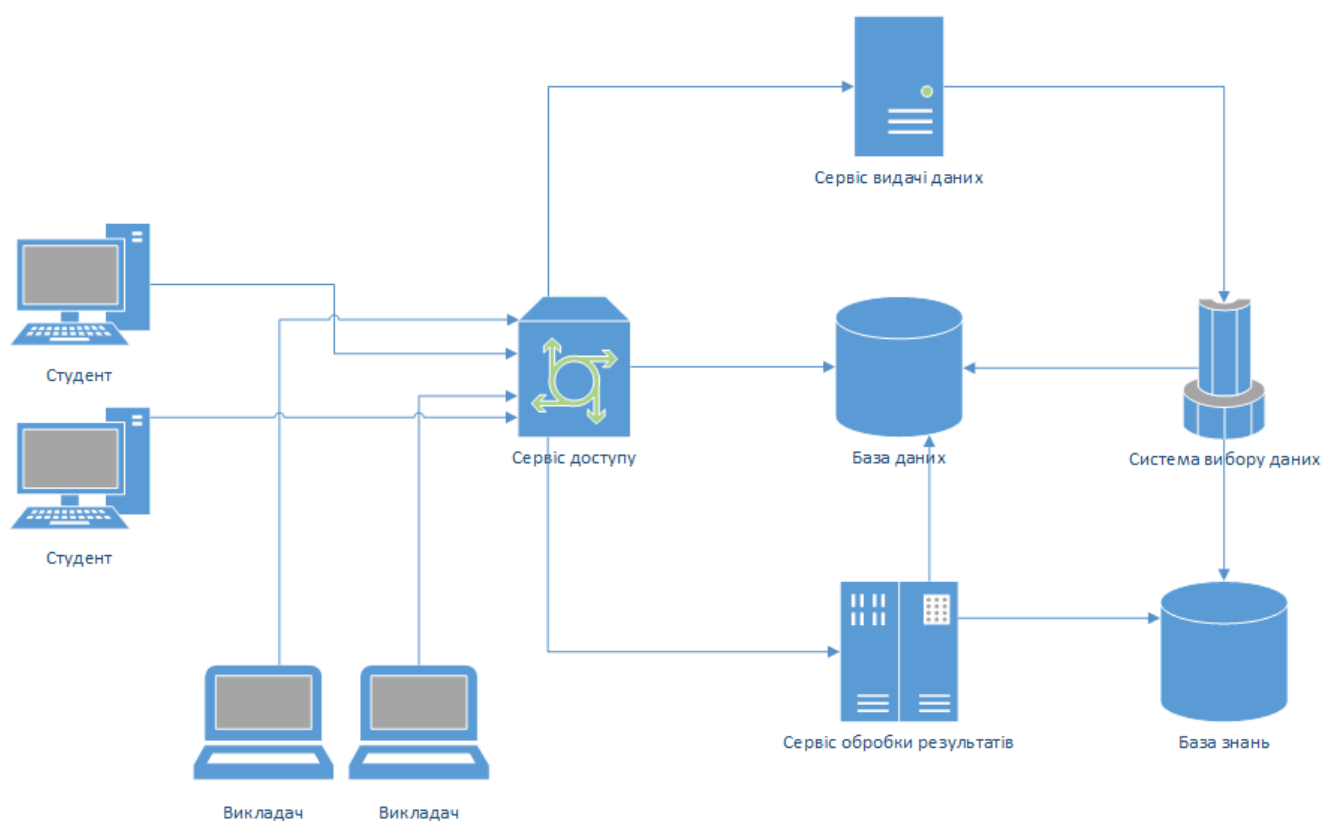 Сервіс видачі даних
Студент
Сервіс доступу
База даних
Система вибору даних
Студент
Сервіс обробки результатів
База знань
Викладач
Викладач